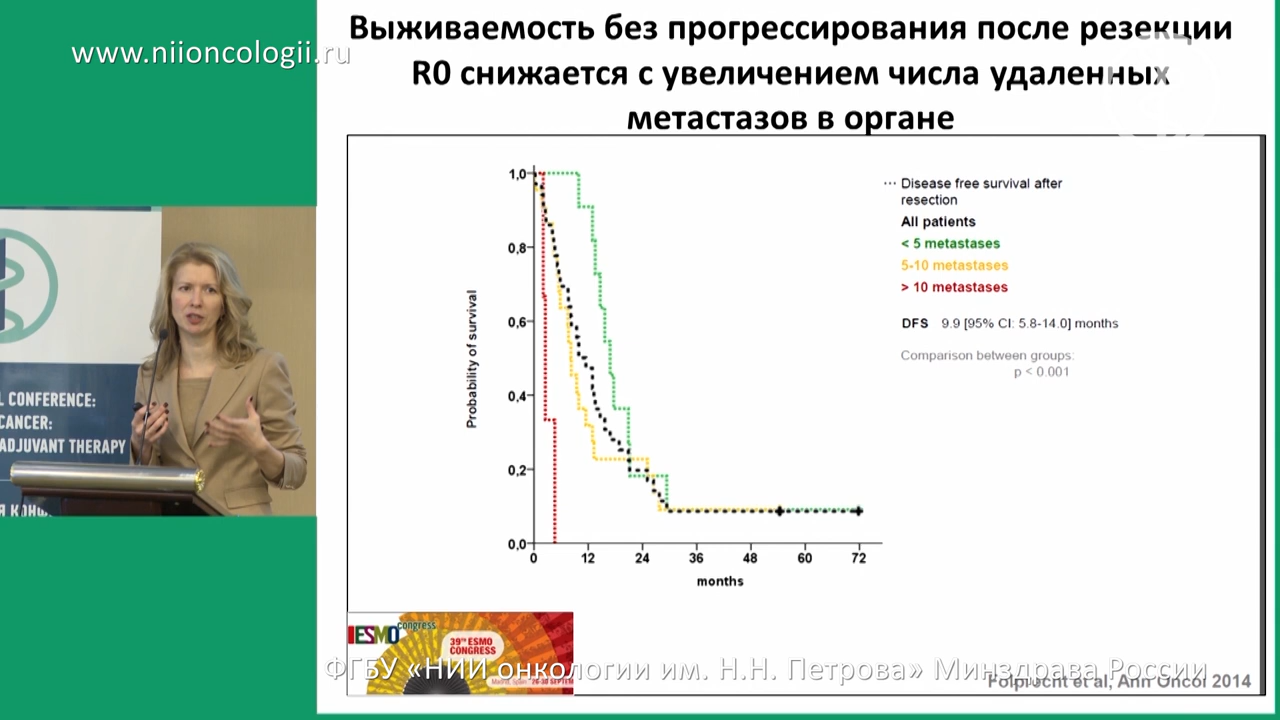 www.niioncologii.ru
Выживаемость без прогрессирования после резекции
R0 снижается с увеличением числа удаленных
метастазов в органе
L CONFERENCE:
CANCER:
ADJUVANT THERAPY
Probability of survival
1,0
0,8
0,6
0,4
0,2
0,0
0 12 24 36 48 60 72
months
Disease free survival after
resection
All patients
< 5 metastases
5-10 metastases
> 10 metastases
DFS 9.9 [95% CI: 5.8-14.0] months
Comparison between groups:
p < 0.001
ESMO congress
39TH ESMO
CONGRESS
ФГБУ «НИИ онкологии им. Н.Н. Петрова» Минздрава России
Folprecht et al, Ann Oncol 2014